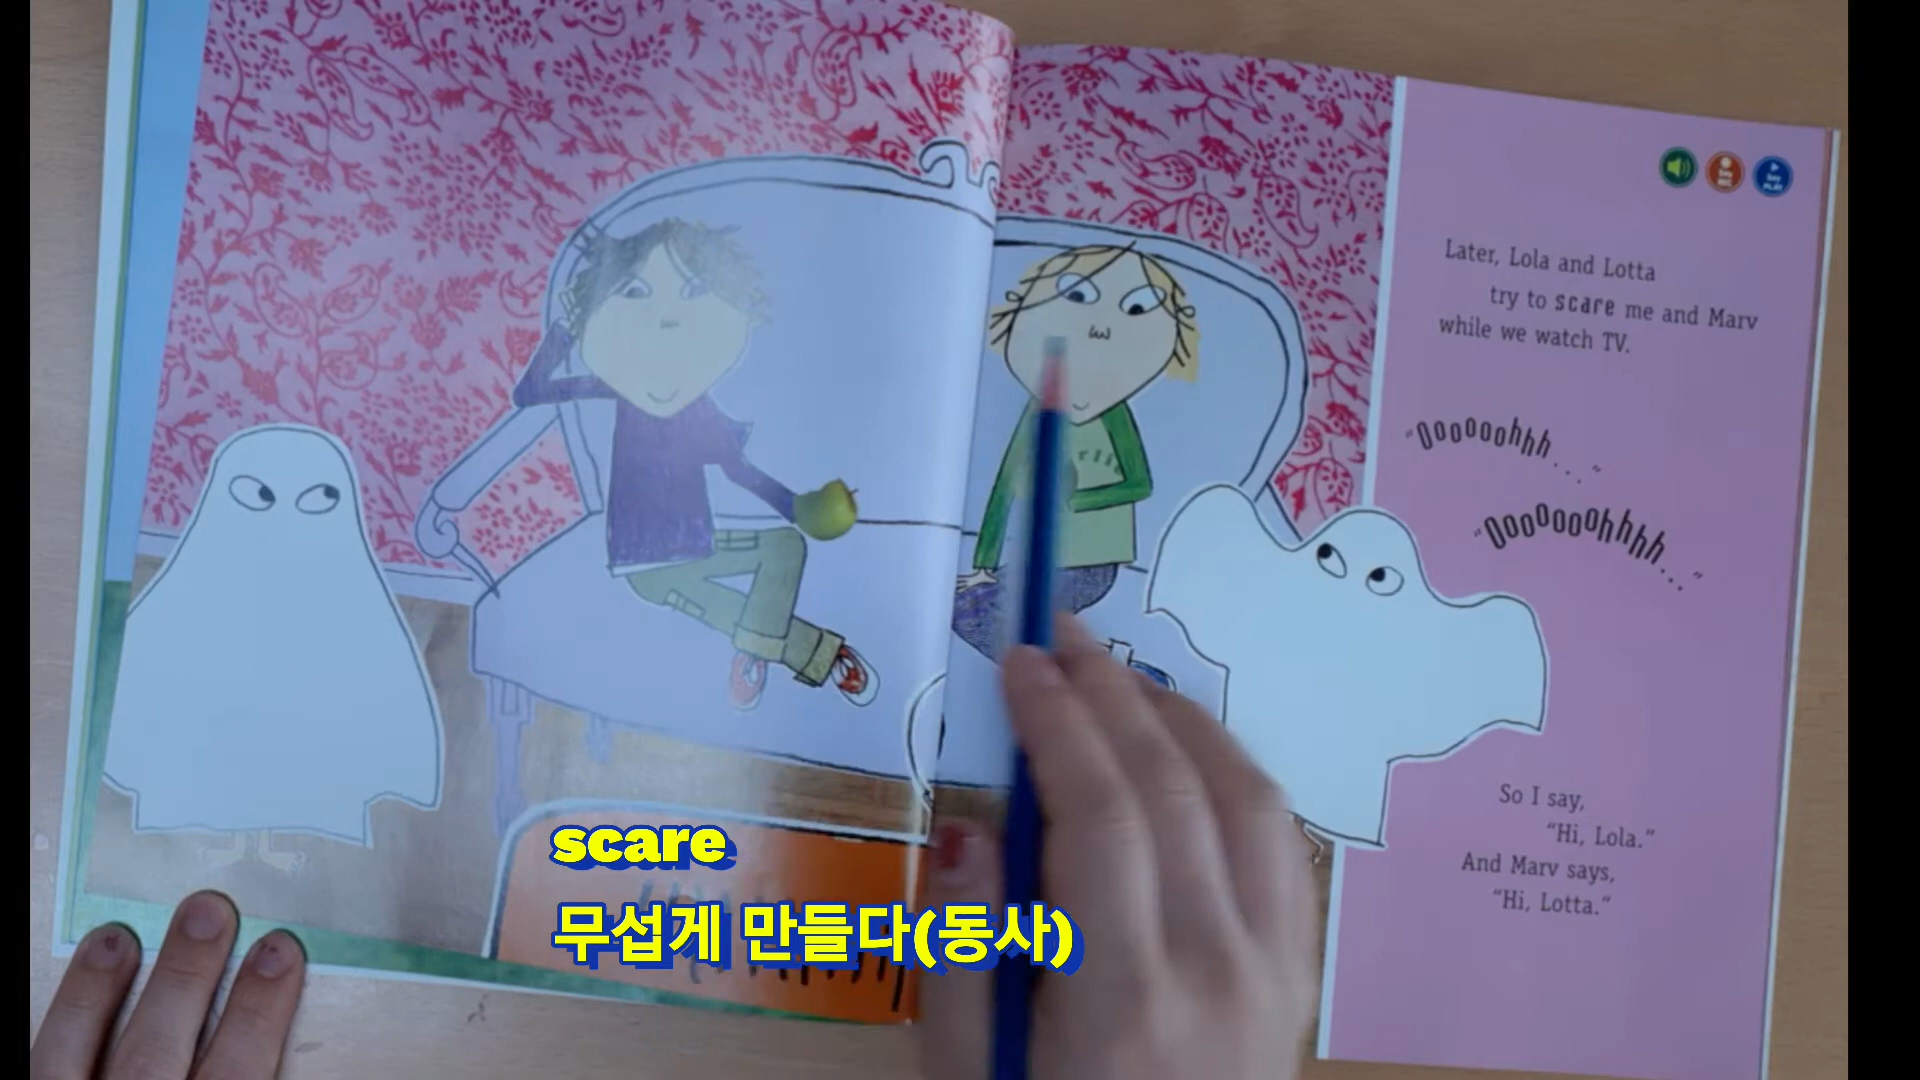 Later, Lola and Lotta
try to scare me and Marv
while we watch TV.
“Oooooohhh...”
“Ooooooohhhh...”
So I say,
“Hi, Lola.”
And Marv says,
“Hi, Lotta.”
scare
무섭게 만들다(동사)